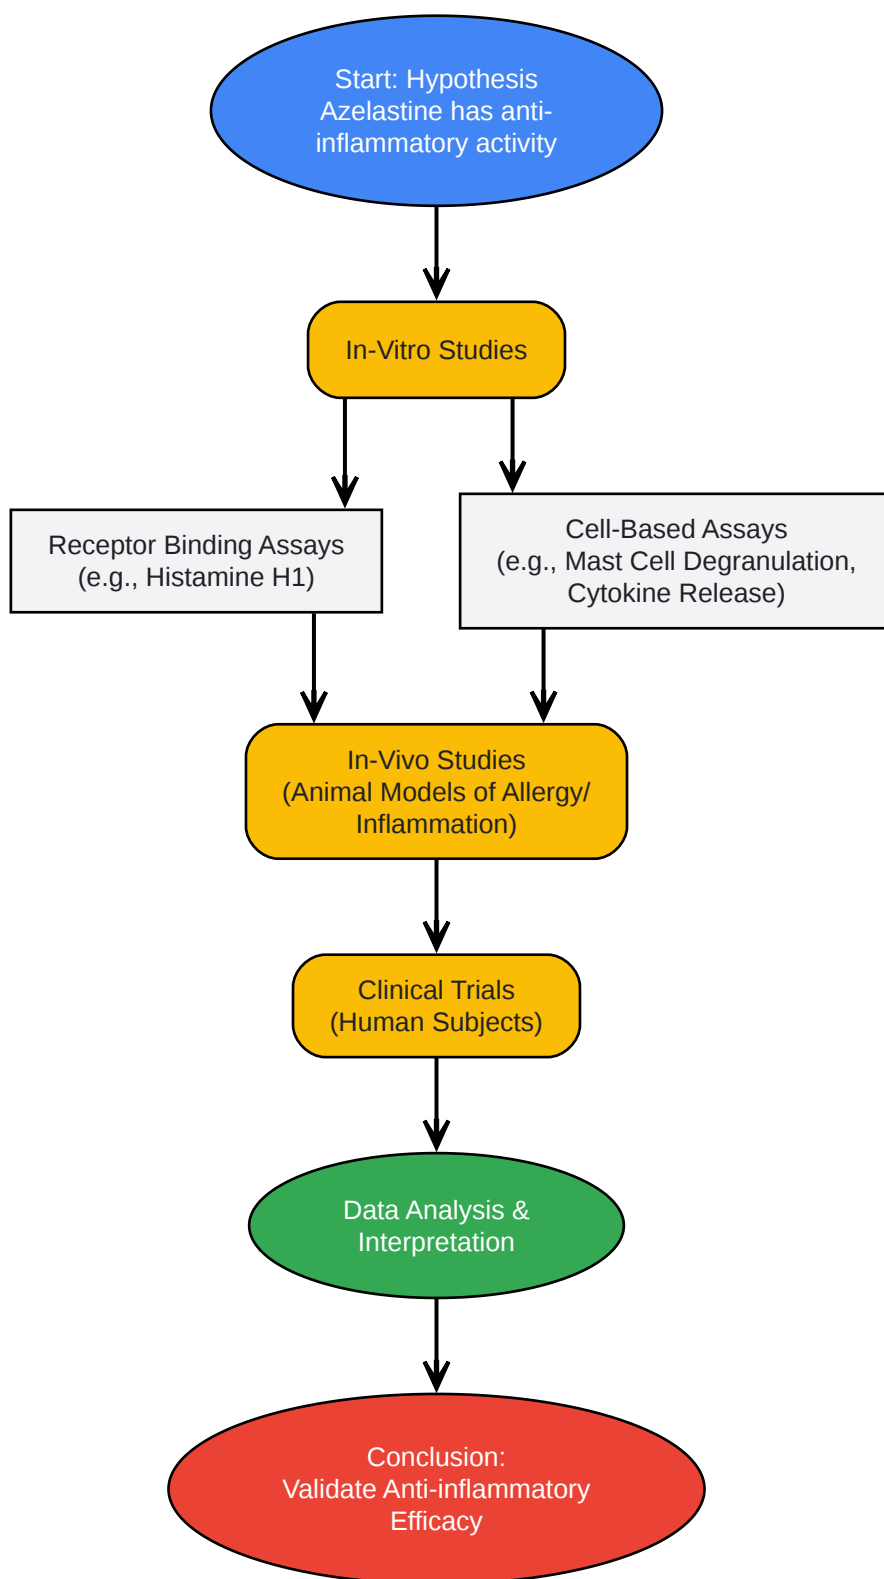 Start: Hypothesis
Azelastine has anti-
inflammatory activity
In-Vitro Studies
Receptor Binding Assays
(e.g., Histamine H1)
Cell-Based Assays
(e.g., Mast Cell Degranulation,
Cytokine Release)
In-Vivo Studies
(Animal Models of Allergy/
Inflammation)
Clinical Trials
(Human Subjects)
Data Analysis &
Interpretation
Conclusion:
Validate Anti-inflammatory
Efficacy